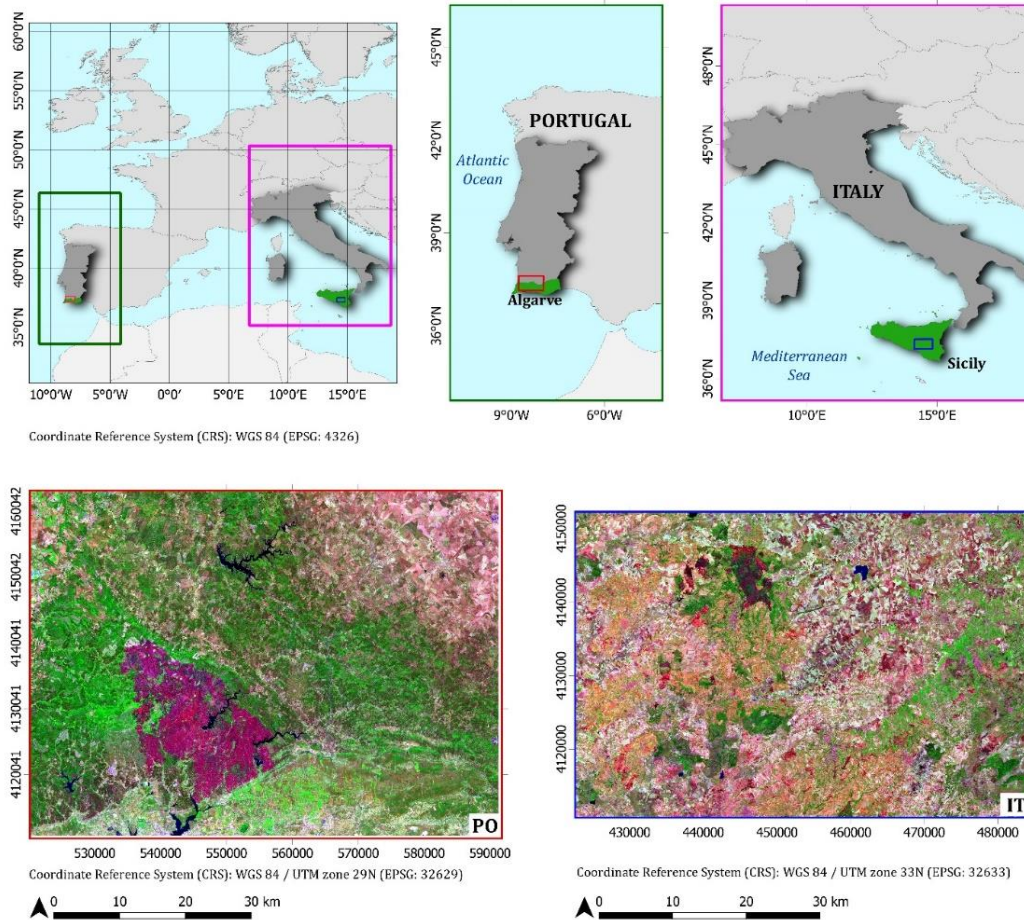 60°0'N
55°0'N
50°0'N
45°0'N
40°0'N
35°0'N
10°0'W 5°0'W 0°0'/ 5°0'E 10°0'E 15°0'E
Coordinate Reference System (CRS): WGS 84 (EPSG: 4326)
45°0'N
42°0'N
39°0'N
36°0'N
PORTUGAL
Atlantic
Ocean
Algarve
9°0'W 6°0'W
48°0'N
45°0'N
42°0'N
39°0'N
36°0'N
ITALY
Mediterranean
Sea
Sicily
10°0'E 15°0'E
4160042
4150042
4140041
4130041
4120041
PO
530000 540000 550000 560000 570000 580000 590000
Coordinate Reference System (CRS): WGS 84 / UTM zone 29N (EPSG: 32629)
0 10 20 30 km
4150000
4140000
4130000
4120000
IT
430000 440000 450000 460000 470000 480000
Coordinate Reference System (CRS): WGS 84 / UTM zone 33N (EPSG: 32633)
0 10 20 30 km